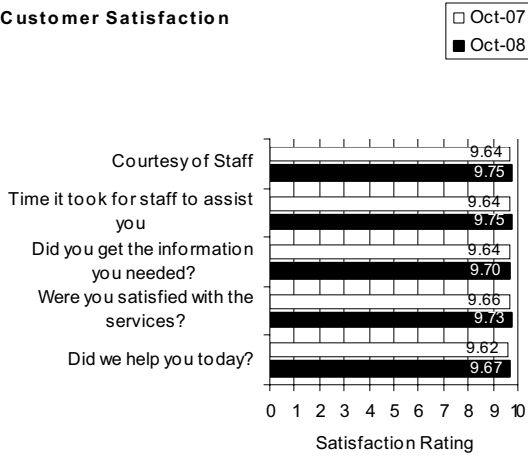 Customer Satisfaction
Oct-07
Oct-08
Courtesy of Staff
9.64
9.75
Time it took for staff to assist
you
9.64
9.75
Did you get the information
you needed?
9.64
9.70
Were you satisfied with the
services?
9.66
9.73
Did we help you today?
9.62
9.67
0 1 2 3 4 5 6 7 8 9 10
Satisfaction Rating